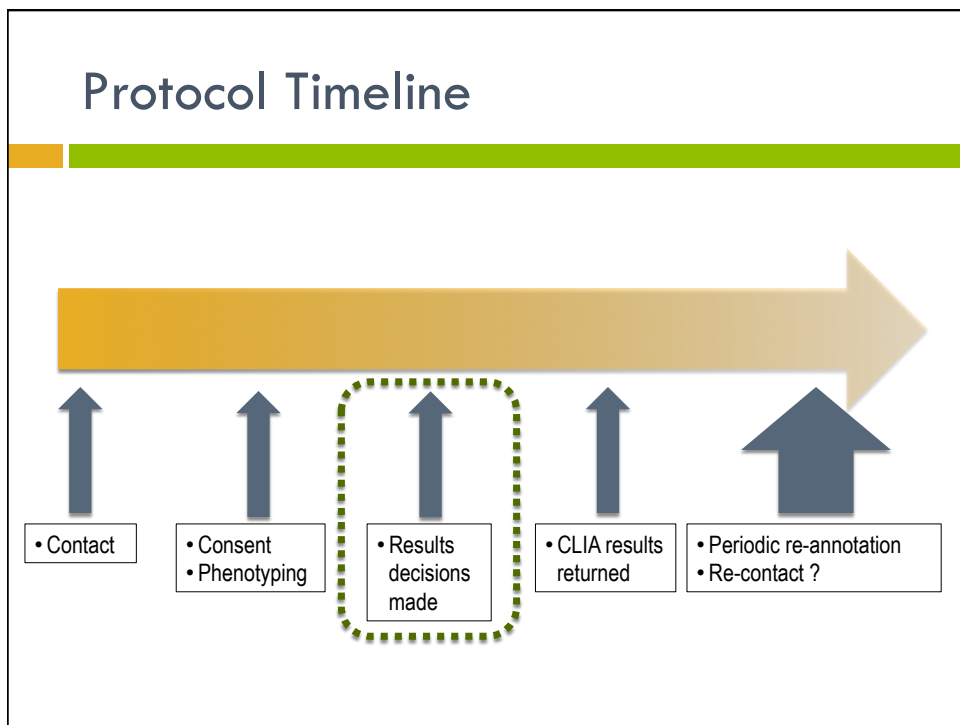 Protocol Timeline
• Contact
• Consent
• Phenotyping
• Results
decisions
made
• CLIA results
returned
• Periodic re-annotation
• Re-contact ?